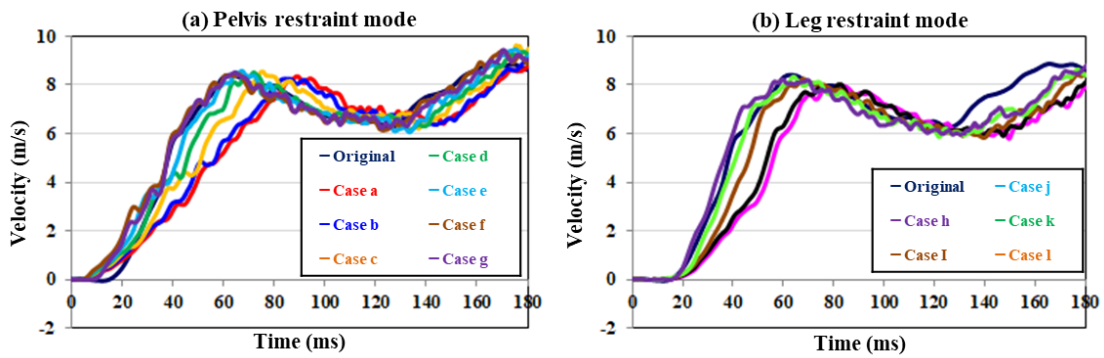 (a) Pelvis restraint mode
10
8
6
4
2
0
-2
0 20 40 60 80 100 120 140 160 180
Velocity (m/s)
Time (ms)
Original
Case a
Case b
Case c
Case d
Case e
Case f
Case g
(b) Leg restraint mode
10
8
6
4
2
0
-2
0 20 40 60 80 100 120 140 160 180
Velocity (m/s)
Time (ms)
Original
Case h
Case I
Case j
Case k
Case l